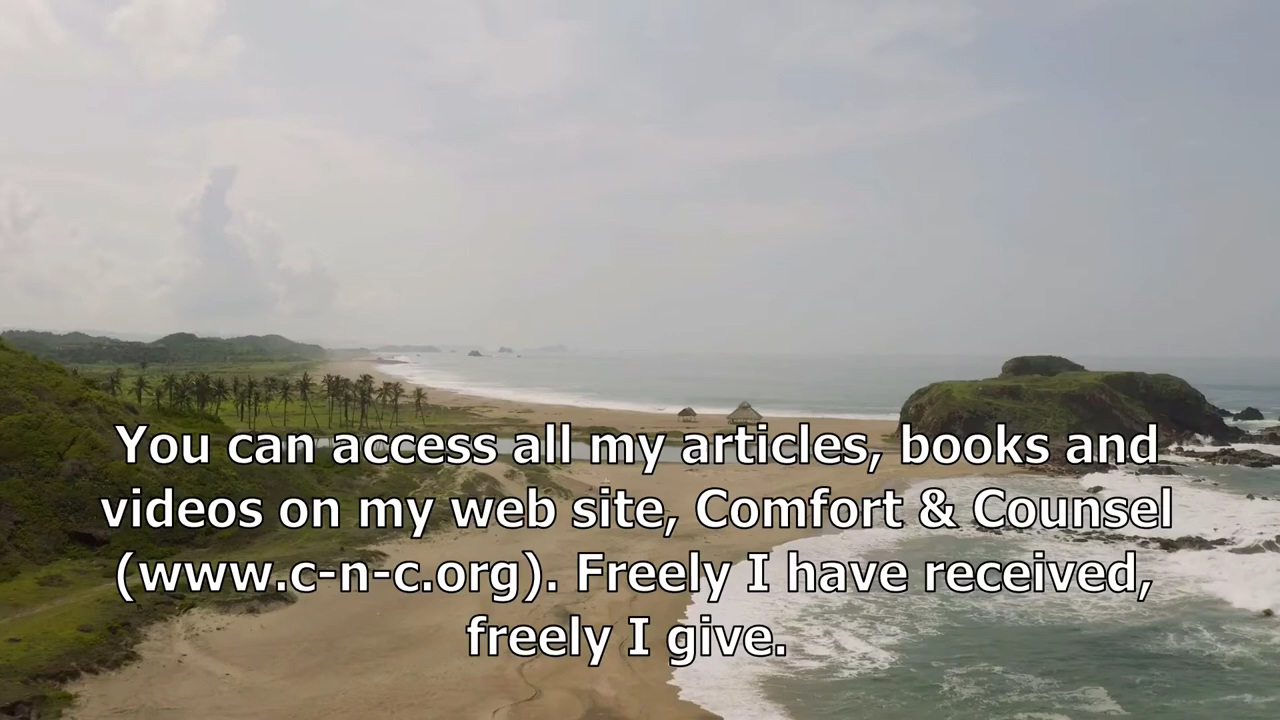 You can access all my articles, books and
videos on my web site, Comfort & Counsel
(www.c-n-c.org). Freely I have received,
freely I give.